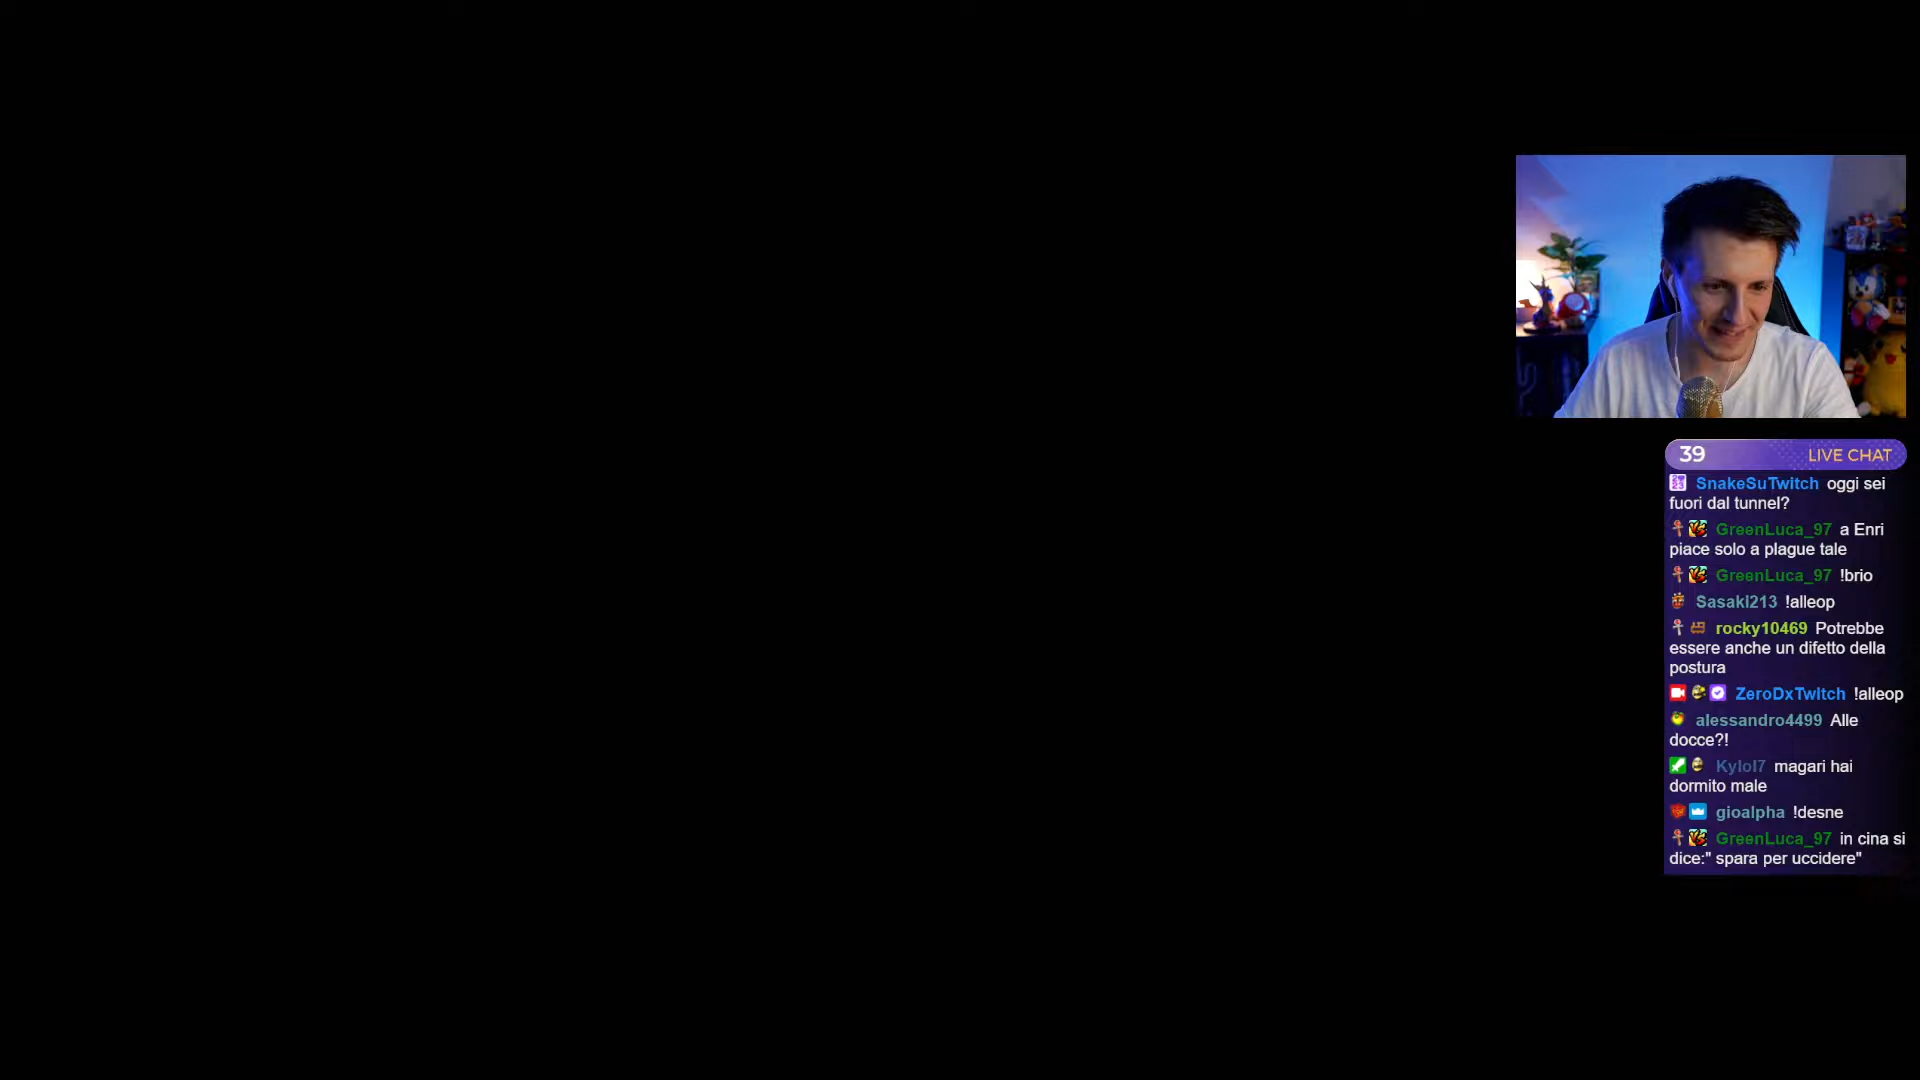 39 LIVE CHAT
SnakeSuTwitch oggi sei
fuori dal tunnel?
GreenLuca_97 a Enri
piace solo a plague tale
GreenLuca_97 !brio
Sasaki213 !alleop
rocky10469 Potrebbe
essere anche un difetto della
postura
ZeroDxTwitch !alleop
alessandro4499 Alle
docce?!
Kylol7 magari hai
dormito male
gioalpha !desne
GreenLuca_97 in cina si
dice:" spara per uccidere"